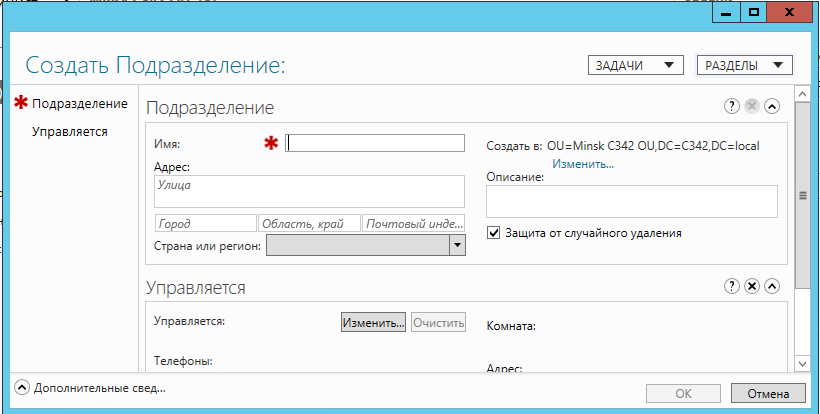 Создать Подразделение:
ЗАДАЧИ
РАЗДЕЛЫ
Подразделение
Управляется
Подразделение
Имя:
Создать в: OU=Minsk C342 OU,DC=C342,DC=local
Изменить...
Адрес:
Улица
Описание:
Город
Область, край
Почтовый инде...
Страна или регион:
Защита от случайного удаления
Управляется
Управляется:
Изменить...
Очистить
Комната:
Телефоны:
Адрес:
Дополнительные свед...
ОК
Отмена